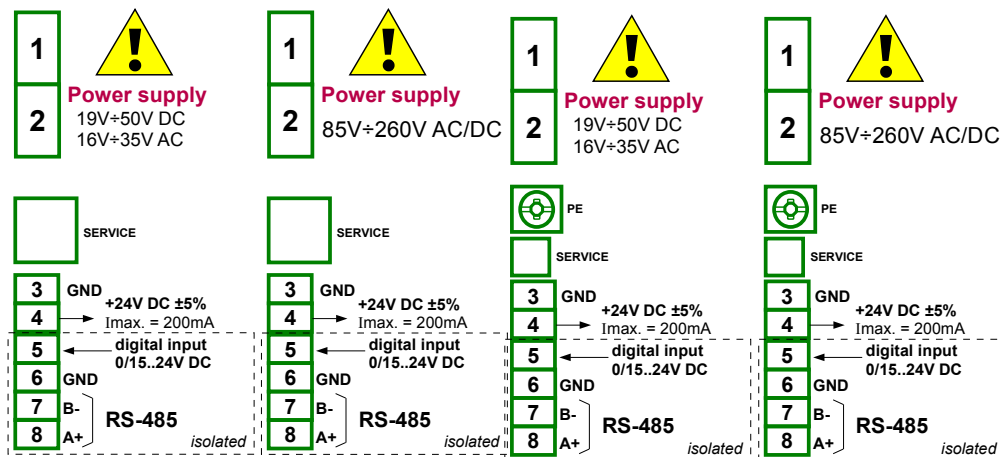 1
2
Power supply
19V÷50V DC
16V÷35V AC
SERVICE
3 GND
4 +24V DC ±5%
Imax. = 200mA
5 digital input
0/15..24V DC
6 GND
7 B-
8 A+
RS-485
isolated
1
2
Power supply
85V÷260V AC/DC
SERVICE
3 GND
4 +24V DC ±5%
Imax. = 200mA
5 digital input
0/15..24V DC
6 GND
7 B-
8 A+
RS-485
isolated
1
2
Power supply
19V÷50V DC
16V÷35V AC
PE
SERVICE
3 GND
4 +24V DC ±5%
Imax. = 200mA
5 digital input
0/15..24V DC
6 GND
7 B-
8 A+
RS-485
isolated
1
2
Power supply
85V÷260V AC/DC
PE
SERVICE
3 GND
4 +24V DC ±5%
Imax. = 200mA
5 digital input
0/15..24V DC
6 GND
7 B-
8 A+
RS-485
isolated